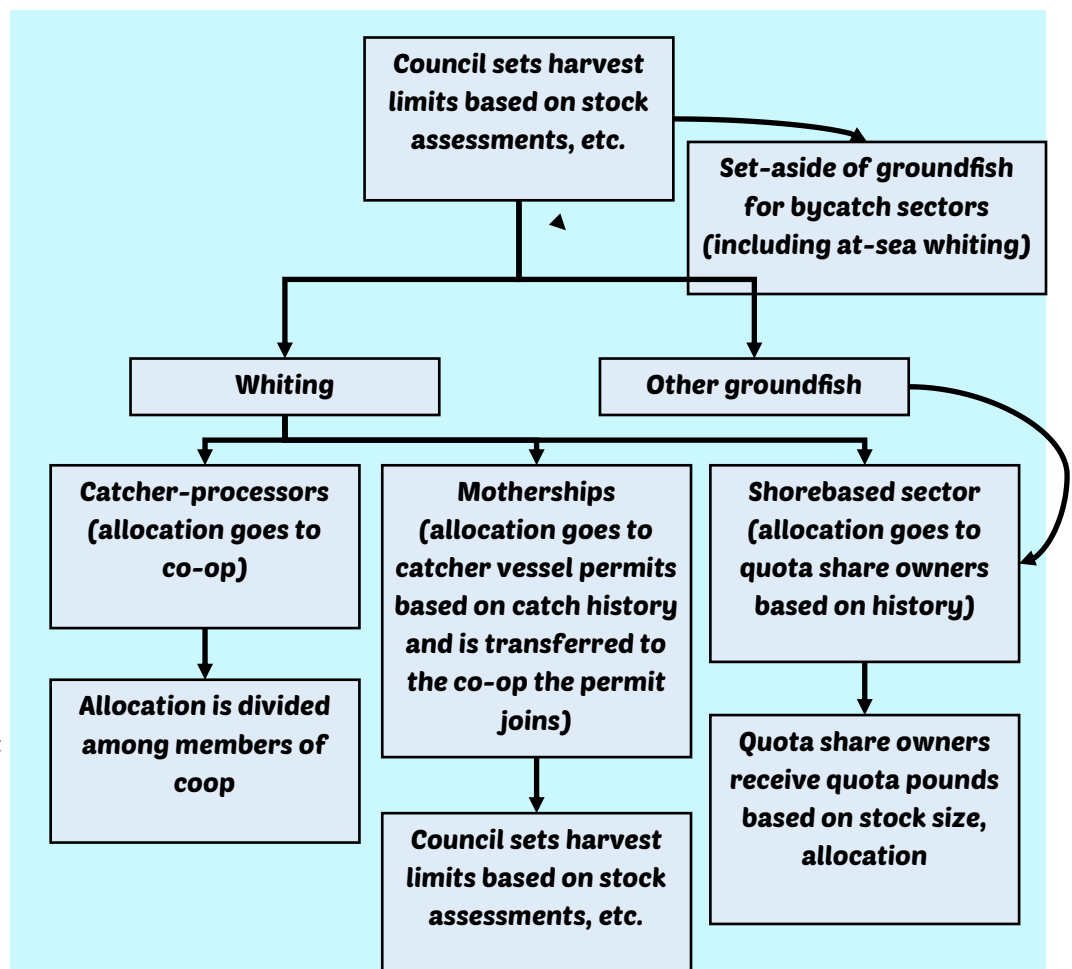 Council sets harvest
limits based on stock
assessments, etc.
Set-aside of groundfish
for bycatch sectors
(including at-sea whiting)
Whiting
Other groundfish
Catcher-processors
(allocation goes to
co-op)
Motherships
(allocation goes to
catcher vessel permits
based on catch history
and is transferred to
the co-op the permit
joins)
Shorebased sector
(allocation goes to
quota share owners
based on history)
Allocation is divided
among members of
coop
Council sets harvest
limits based on stock
assessments, etc.
Quota share owners
receive quota pounds
based on stock size,
allocation